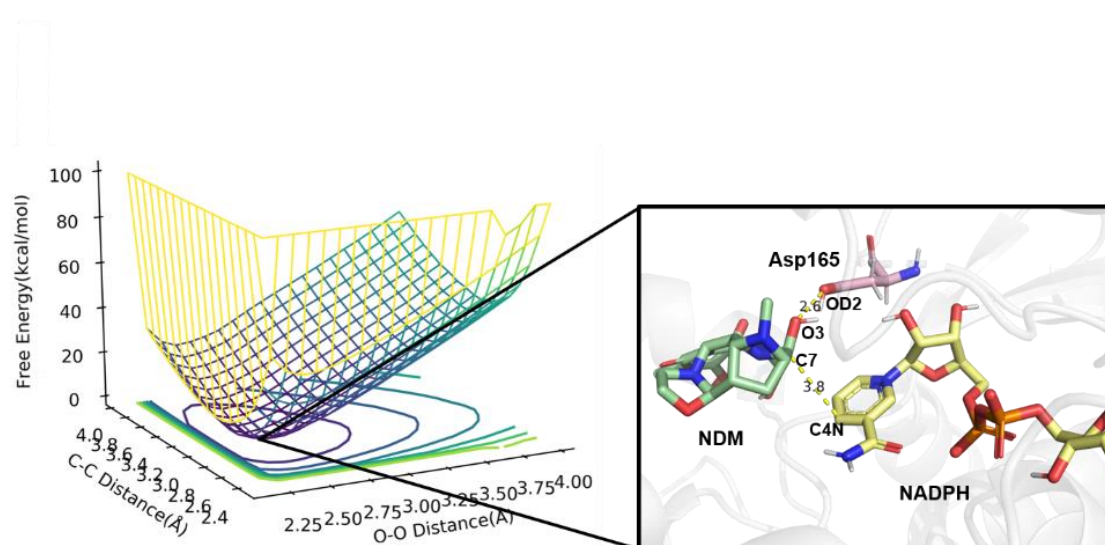 Free Energy(kcal/mol)
100
80
60
40
20
0
4.0
3.8
3.6
3.4
3.2
3.0
2.8
2.6
2.4
C-C Distance(Å)
2.25 2.50 2.75 3.00 3.25 3.50 3.75 4.00
O-O Distance(Å)
Asp165
2.6
OD2
O3
C7
3.8
C4N
NDM
NADPH